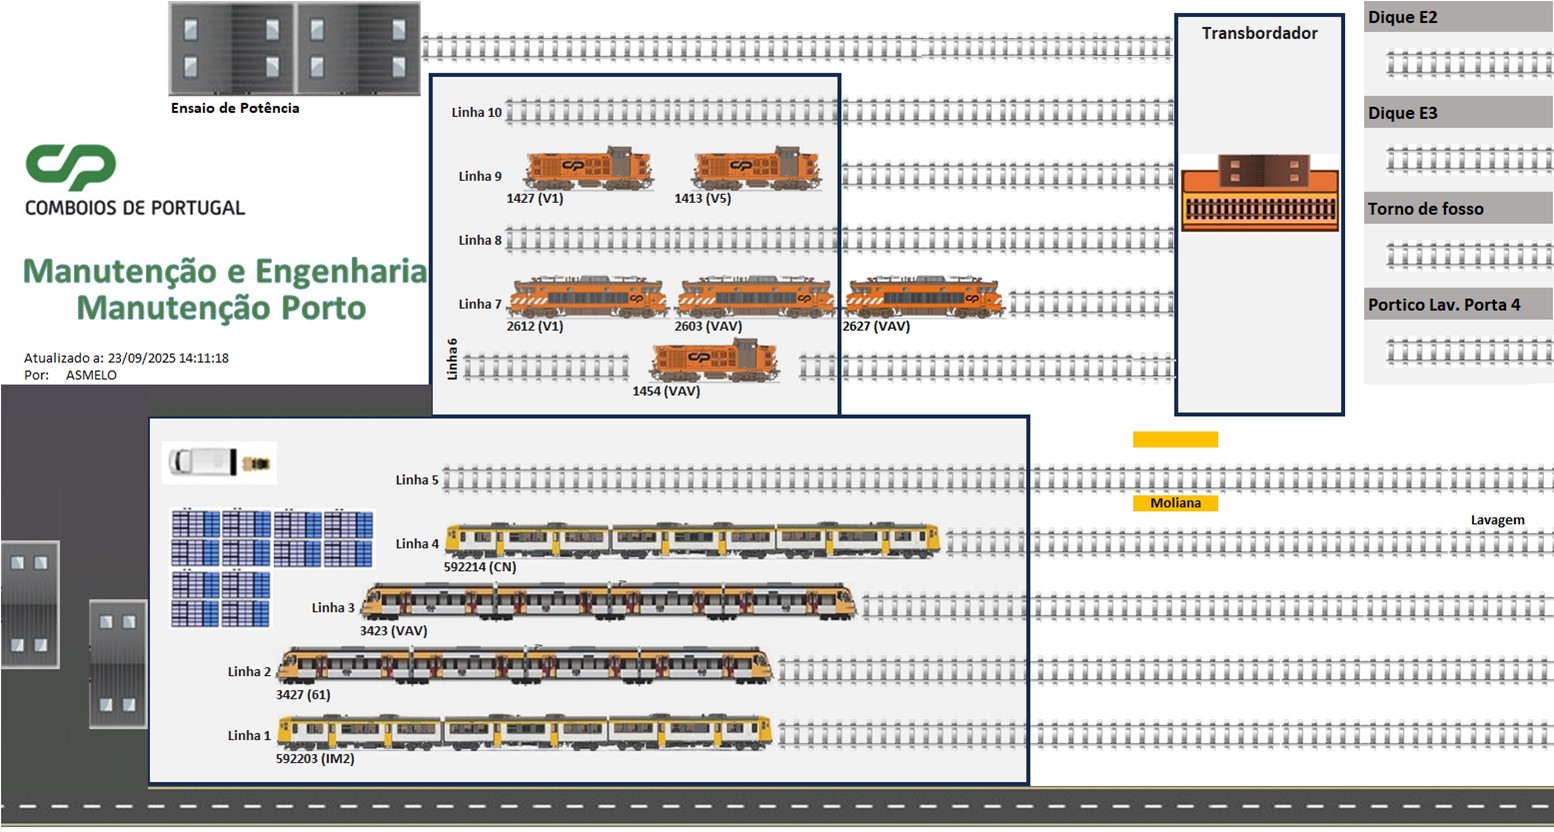 Ensaio de Potência
CP
COMBOIOS DE PORTUGAL
Manutenção e Engenharia
Manutenção Porto
Atualizado a: 23/09/2025 14:11:18
Por: ASMELO
Transbordador
Dique E2
Dique E3
Torno de fosso
Portico Lav. Porta 4
Linha 10
Linha 9
1427 (V1)
1413 (V5)
Linha 8
Linha 7
2612 (V1)
2603 (VAV)
2627 (VAV)
Linha 6
1454 (VAV)
Linha 5
Moliana
Lavagem
Linha 4
592214 (CN)
Linha 3
3423 (VAV)
Linha 2
3427 (61)
Linha 1
592203 (IM2)